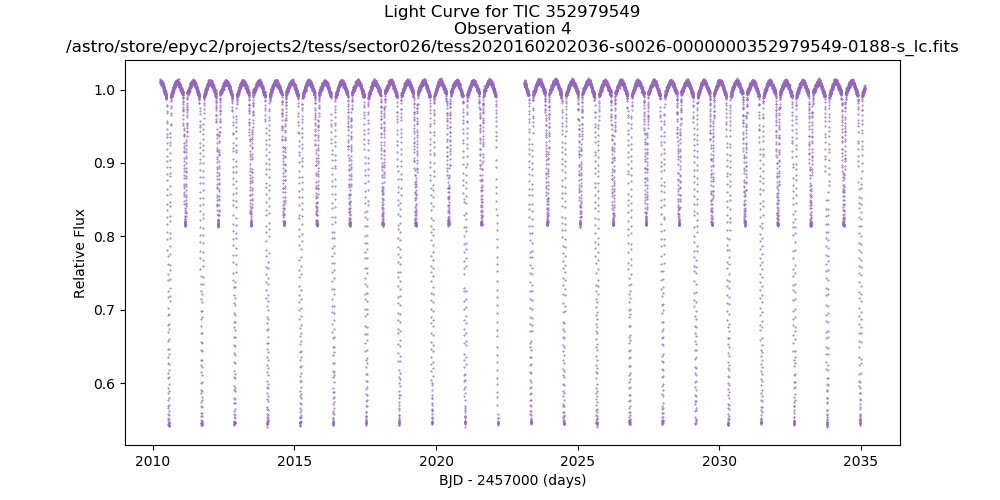 Light Curve for TIC 352979549
Observation 4
/astro/store/epyc2/projects2/tess/sector026/tess2020160202036-s0026-0000000352979549-0188-s_lc.fits
1.0
0.9
0.8
0.7
0.6
Relative Flux
2010
2015
2020
2025
2030
2035
BJD - 2457000 (days)